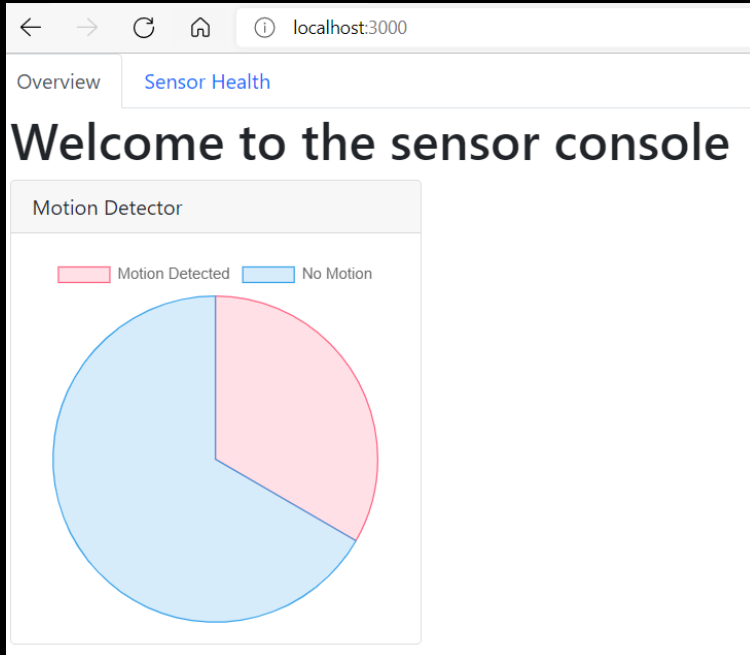 localhost:3000
Overview Sensor Health
Welcome to the sensor console
Motion Detector
Motion Detected No Motion